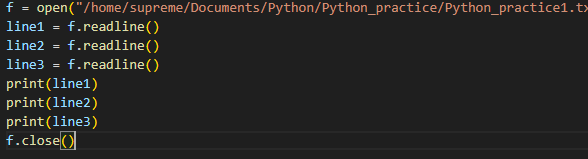 f = open("/home/supreme/Documents/Python/Python_practice/Python_practice1.tx
line1 = f.readline()
line2 = f.readline()
line3 = f.readline()
print(line1)
print(line2)
print(line3)
f.close()